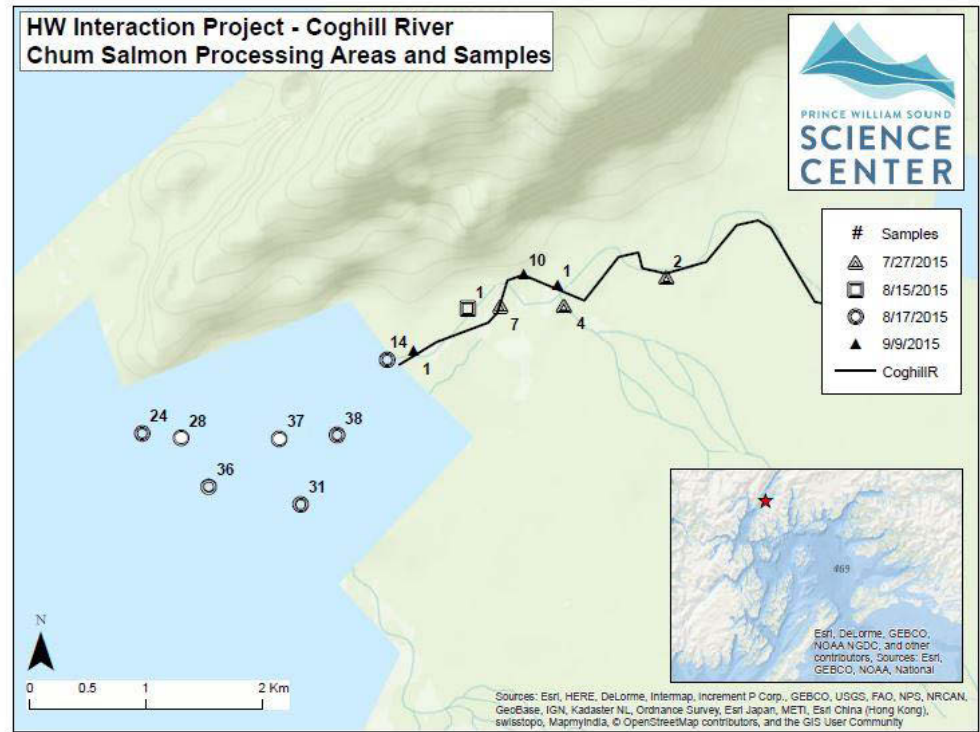 HW Interaction Project - Coghill River
Chum Salmon Processing Areas and Samples
PRINCE WILLIAM SOUND
SCIENCE
CENTER
# Samples
7/27/2015
8/15/2015
8/17/2015
9/9/2015
CoghillR
10
1
2
1
7
4
14
1
24
28
37
38
36
31
469
Esri, DeLorme, GEBCO,
NOAA NGDC, and other
contributors, Sources: Esri,
GEBCO, NOAA, National
N
0 0.5 1 2 Km
Sources: Esri, HERE, DeLorme, Intermap, increment P Corp., GEBCO, USGS, FAO, NPS, NRCAN,
GeoBase, IGN, Kadaster NL, Ordnance Survey, Esri Japan, METI, Esri China (Hong Kong),
swisstopo, MapmyIndia, © OpenStreetMap contributors, and the GIS User Community